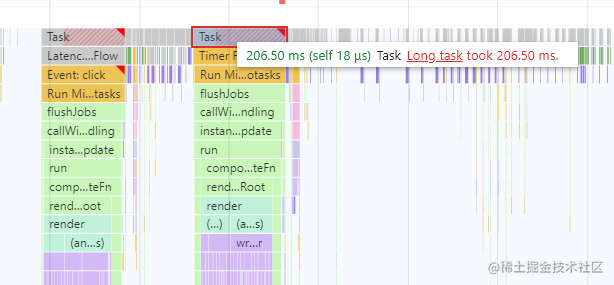 Task Task
206.50 ms (self 18 μs) Task Long task took 206.50 ms.
Latenc....Flow Timer F
Event: click Run Mi...otasks
Run Mi...tasks flushJobs
flushJobs callWi...ndling
callWi...dling instan...pdate
insta...pdate run
run compo...teFn
comp...teFn rend...Root
rend...oot render
render (...) (a...s)
(an...s) wr...r
@稀土掘金技术社区